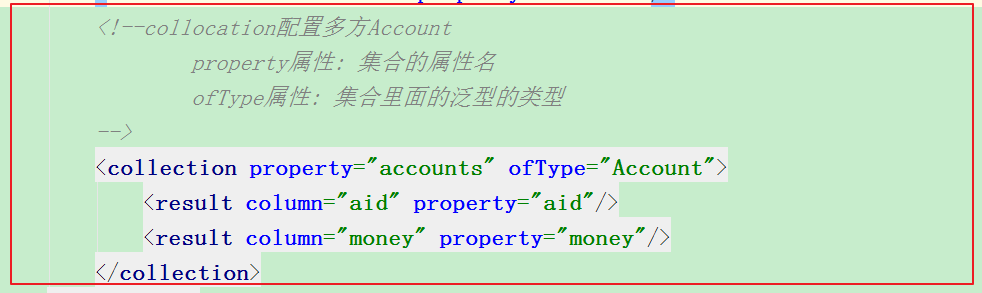 <!--collocation配置多方Account
property属性: 集合的属性名
ofType属性: 集合里面的泛型的类型
-->
<collection property="accounts" ofType="Account">
<result column="aid" property="aid"/>
<result column="money" property="money"/>
</collection>